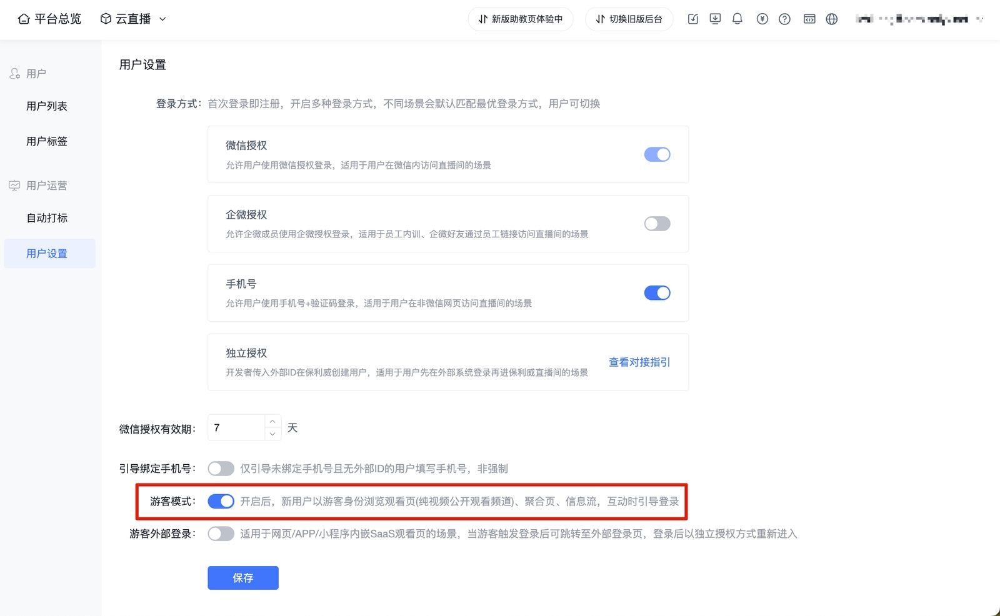 平台总览 云直播 新版助教页体验中 切换旧版后台
用户
用户列表
用户标签
用户运营
自动打标
用户设置
用户设置
登录方式： 首次登录即注册，开启多种登录方式，不同场景会默认匹配最优登录方式，用户可切换
微信授权
允许用户使用微信授权登录，适用于用户在微信内访问直播间的场景
企微授权
允许企微成员使用企微授权登录，适用于员工内训、企微好友通过员工链接访问直播间的场景
手机号
允许用户使用手机号+验证码登录，适用于用户在非微信网页访问直播间的场景
独立授权
开发者传入外部ID在保利威创建用户，适用于用户先在外部系统登录再进保利威直播间的场景
查看对接指引
微信授权有效期： 7 天
引导绑定手机号： 仅引导未绑定手机号且无外部ID的用户填写手机号，非强制
游客模式： 开启后，新用户以游客身份浏览观看页(纯视频公开观看频道)、聚合页、信息流，互动时引导登录
游客外部登录： 适用于网页/APP/小程序内嵌SaaS观看页的场景，当游客触发登录后可跳转至外部登录页，登录后以独立授权方式重新进入
保存